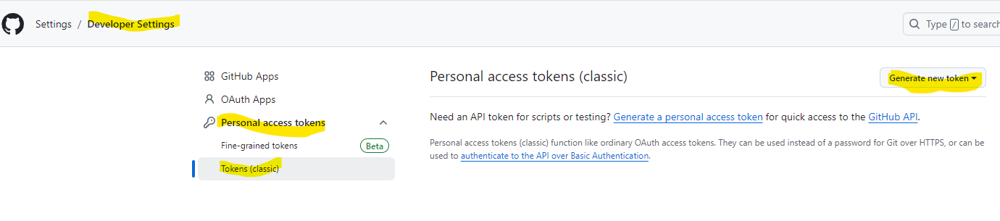 Settings / Developer Settings
Type / to search
GitHub Apps
OAuth Apps
Personal access tokens
Fine-grained tokens Beta
Tokens (classic)
Personal access tokens (classic)
Generate new token
Need an API token for scripts or testing? Generate a personal access token for quick access to the GitHub API.
Personal access tokens (classic) function like ordinary OAuth access tokens. They can be used instead of a password for Git over HTTPS, or can be
used to authenticate to the API over Basic Authentication.